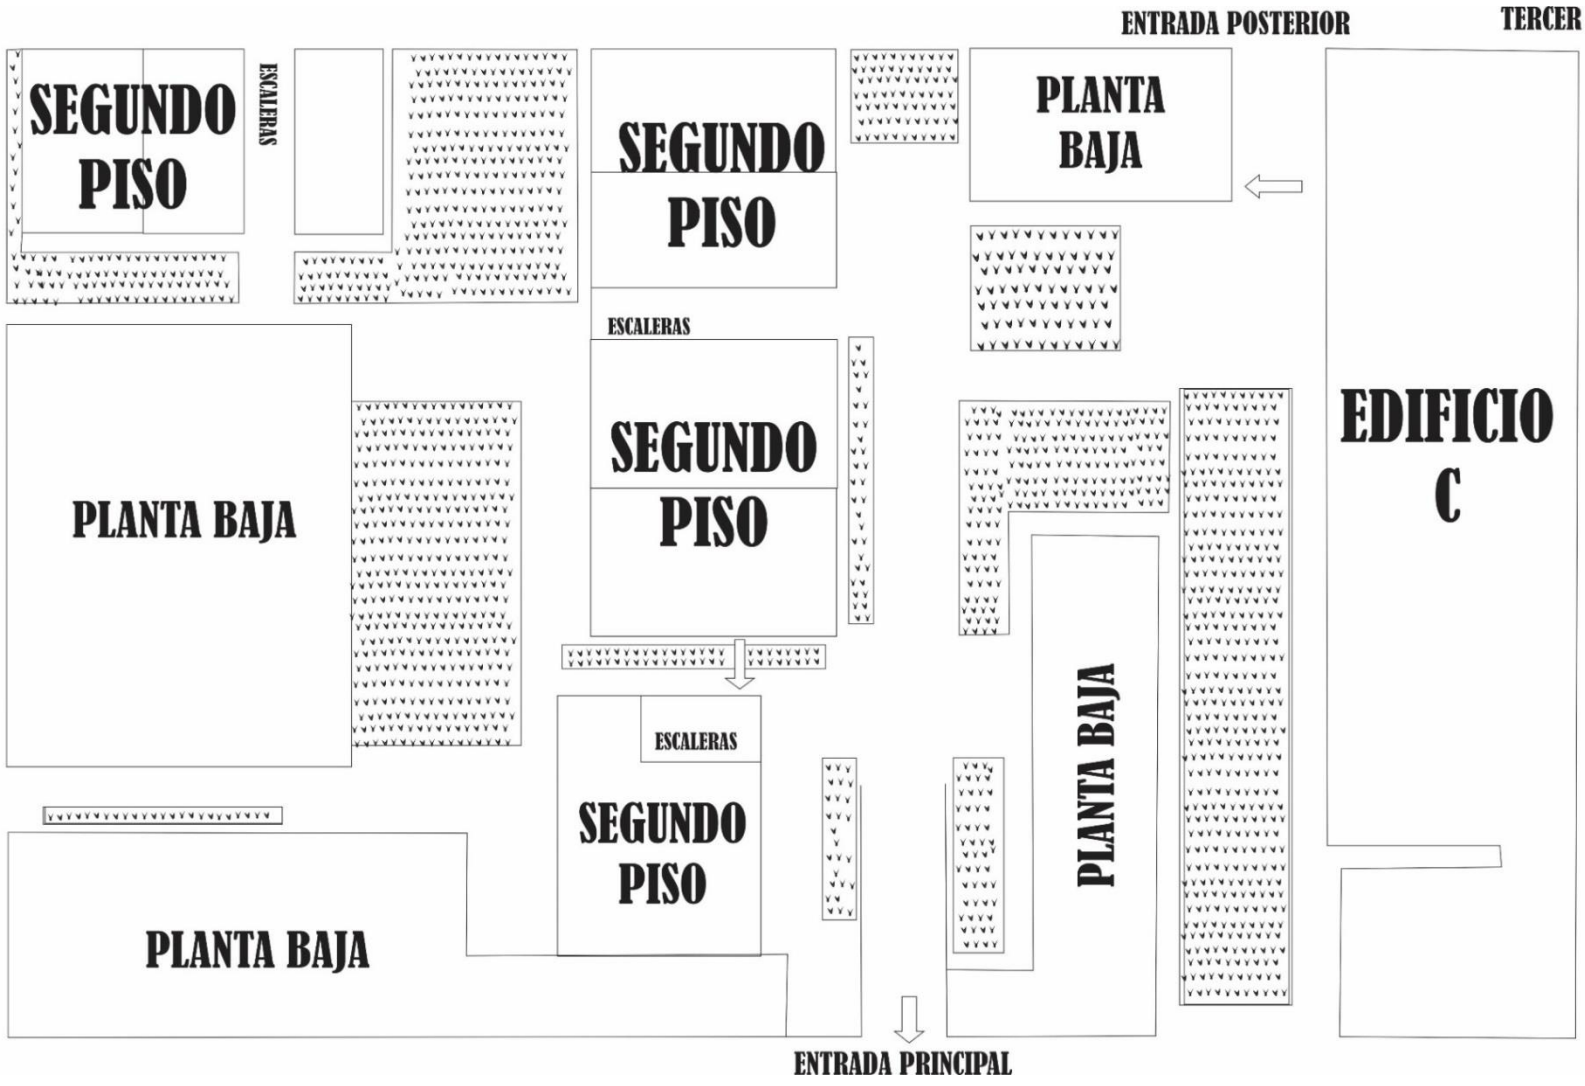 ENTRADA POSTERIOR
TERCER
SEGUNDO
PISO
ESCALERAS
SEGUNDO
PISO
PLANTA
BAJA
ESCALERAS
SEGUNDO
PISO
EDIFICIO
C
PLANTA BAJA
PLANTA BAJA
ESCALERAS
SEGUNDO
PISO
PLANTA BAJA
ENTRADA PRINCIPAL